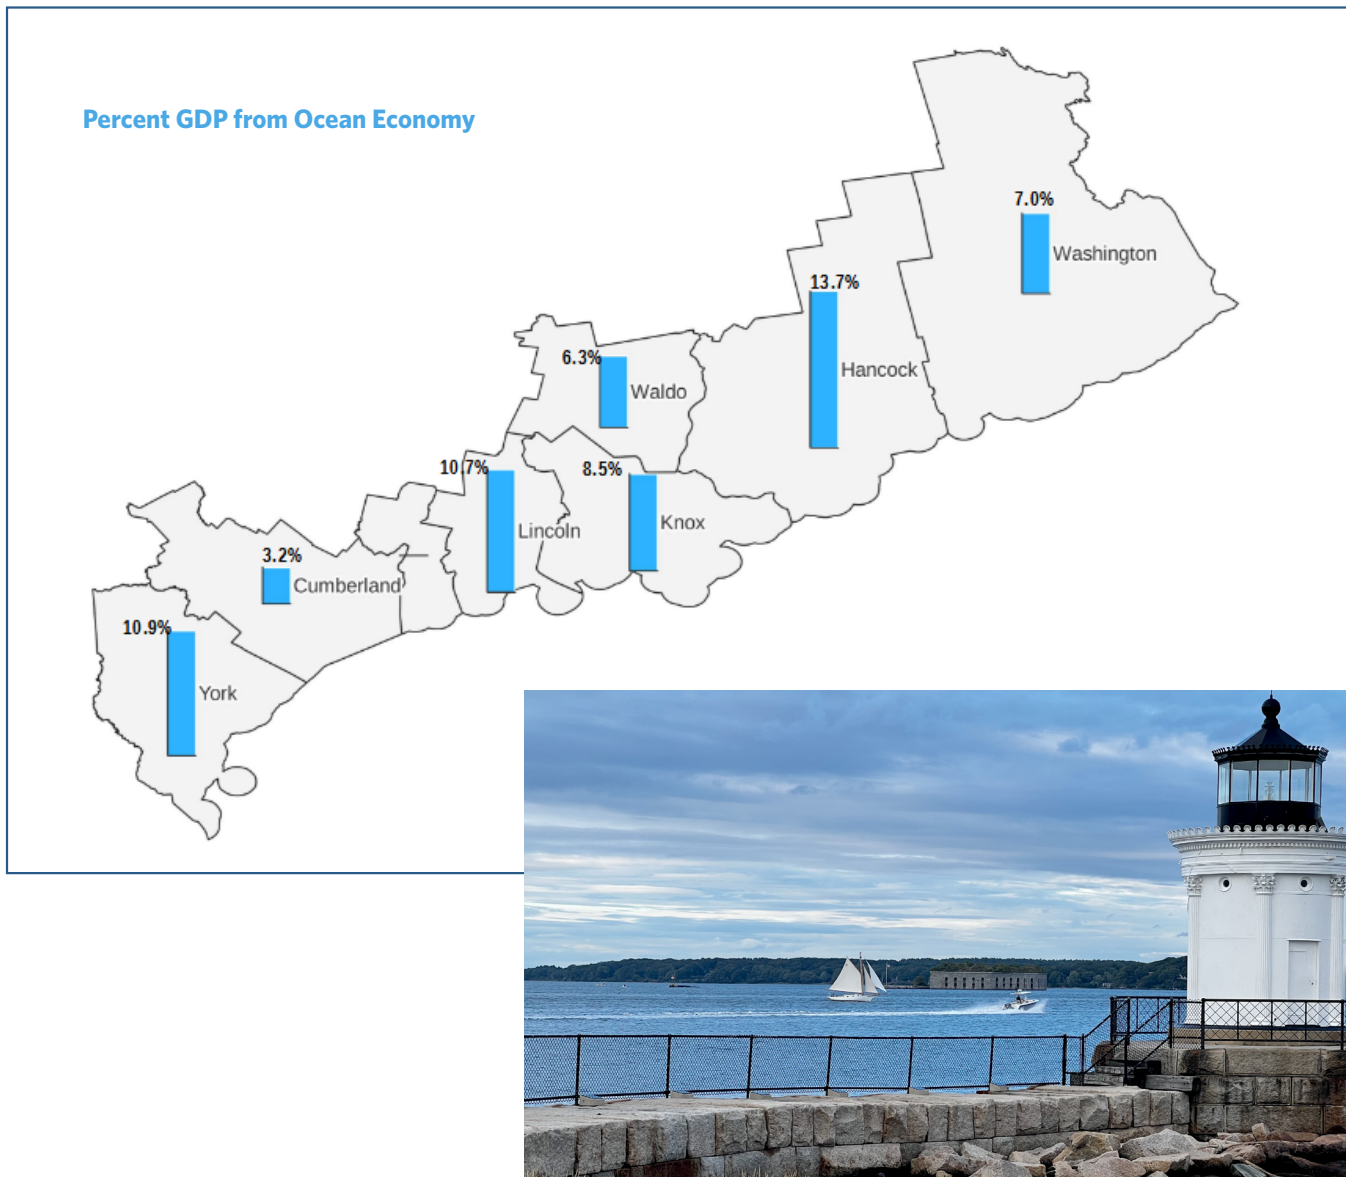 Percent GDP from Ocean Economy
7.0%
Washington
13.7%
Hancock
6.3%
Waldo
10.7%
Lincoln
8.5%
Knox
3.2%
Cumberland
10.9%
York